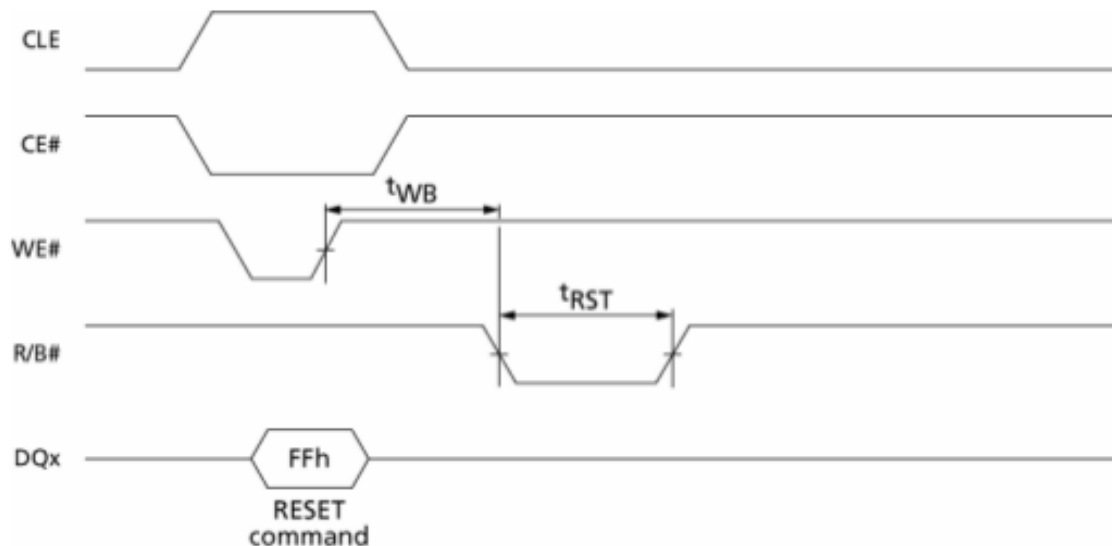 CLE
CE#
tWB
WE#
tRST
R/B#
DQx
FFh
RESET
command